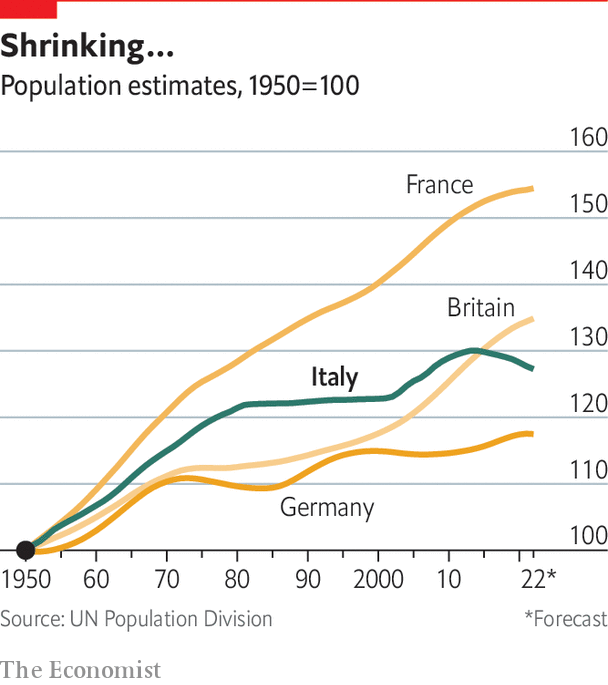 Shrinking…
Population estimates, 1950=100
160
France
150
140
Britain
130
Italy
120
110
Germany
100
1950 60 70 80 90 2000 10 22*
Source: UN Population Division *Forecast
The Economist